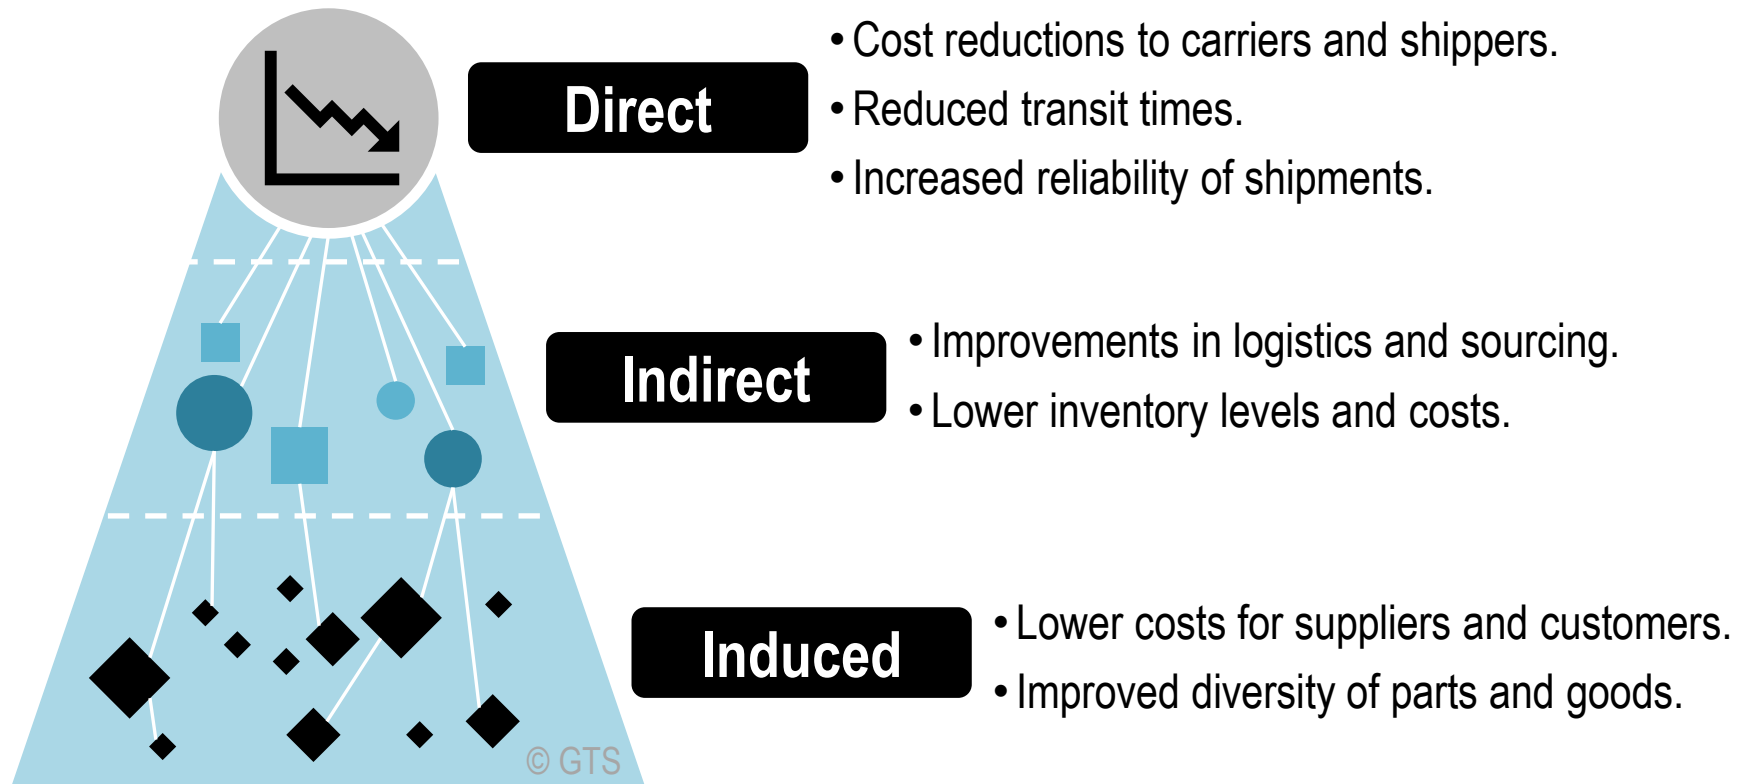 Direct
• Cost reductions to carriers and shippers.
• Reduced transit times.
• Increased reliability of shipments.
Indirect
• Improvements in logistics and sourcing.
• Lower inventory levels and costs.
Induced
• Lower costs for suppliers and customers.
• Improved diversity of parts and goods.
© GTS